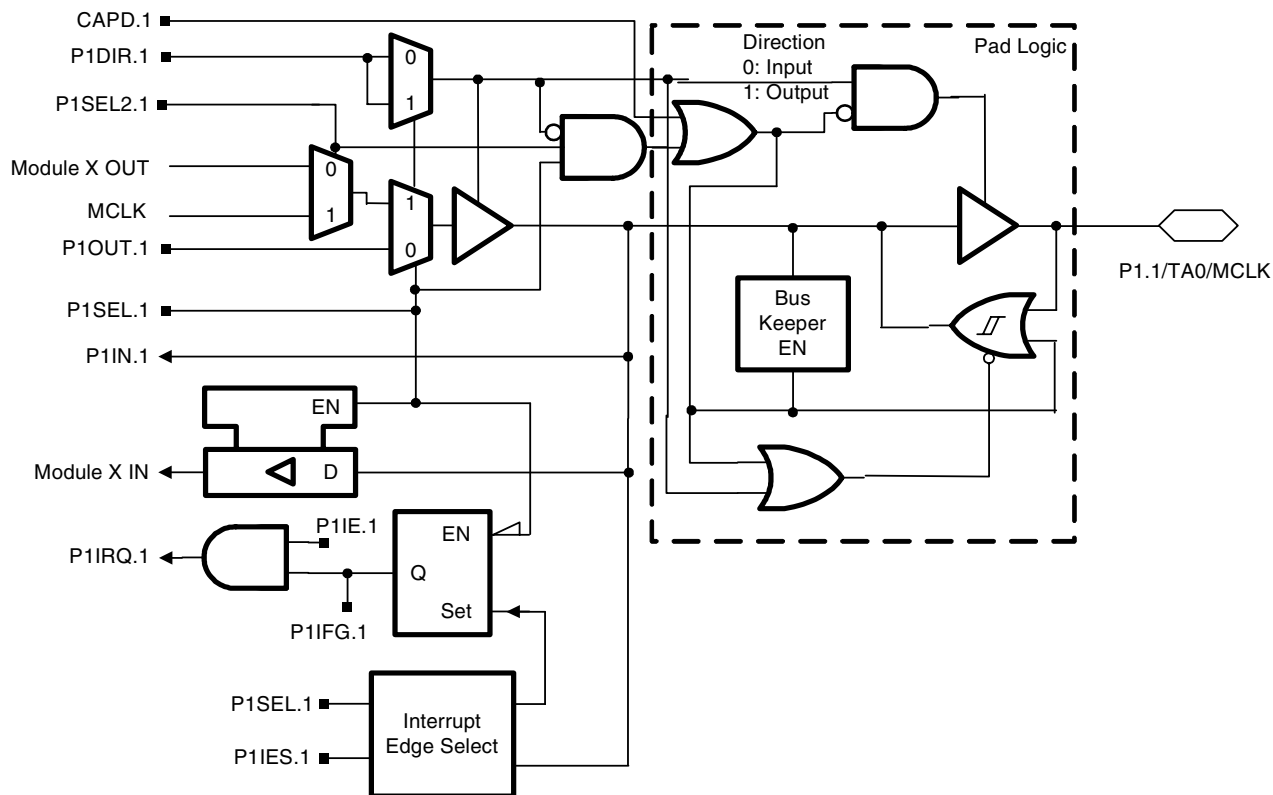 CAPD.1
P1DIR.1
0
1
P1SEL2.1
Module X OUT
0
MCLK
1
1
P1OUT.1
0
P1SEL.1
P1IN.1
EN
Module X IN
D
P1IE.1
P1IRQ.1
EN
Q
Set
P1IFG.1
P1SEL.1
Interrupt
Edge Select
P1IES.1
Direction
0: Input
1: Output
Pad Logic
Bus
Keeper
EN
P1.1/TA0/MCLK